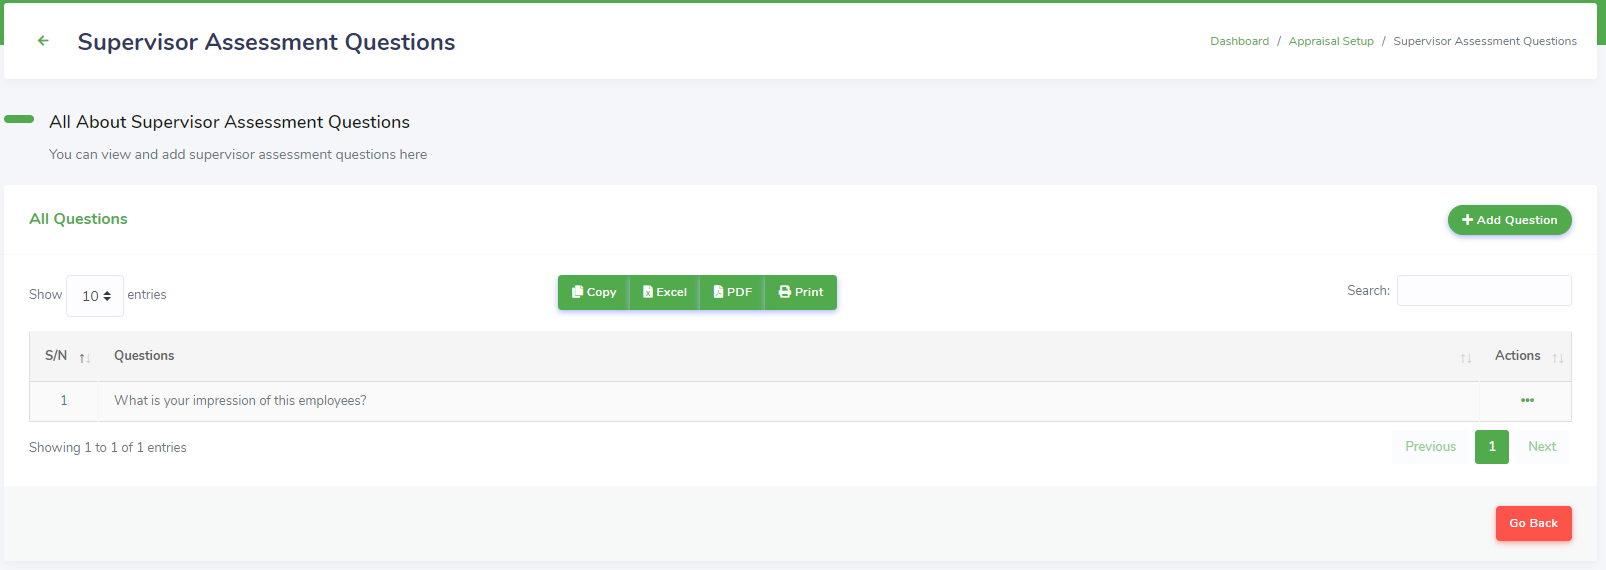 Supervisor Assessment Questions
Dashboard / Appraisal Setup / Supervisor Assessment Questions
All About Supervisor Assessment Questions
You can view and add supervisor assessment questions here
All Questions
Add Question
Show 10 entries
Copy Excel PDF Print
Search:
S/N Questions Actions
1 What is your impression of this employees?
Showing 1 to 1 of 1 entries
Previous 1 Next
Go Back